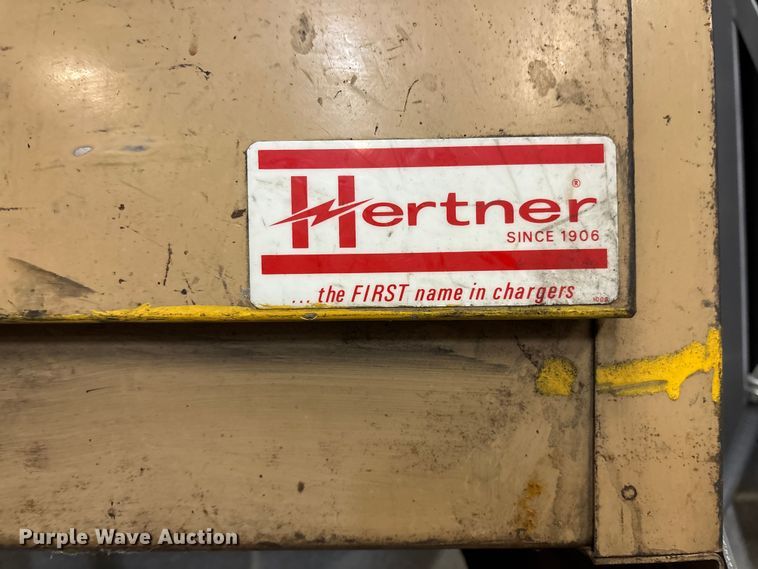 Hertner®
SINCE 1906
... the FIRST name in chargers
Purple Wave Auction®